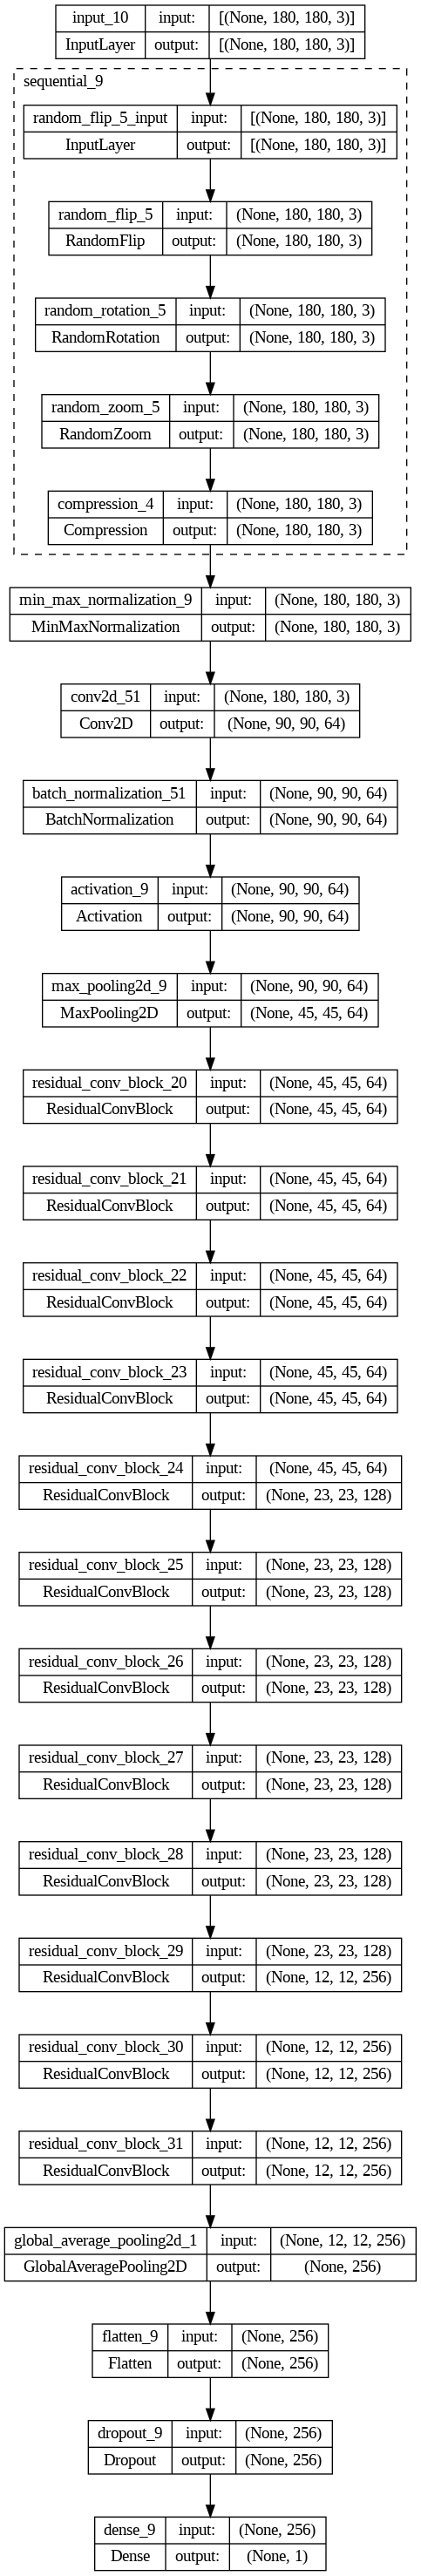 input_10 input: [(None, 180, 180, 3)]
InputLayer output: [(None, 180, 180, 3)]
sequential_9
random_flip_5_input input: [(None, 180, 180, 3)]
InputLayer output: [(None, 180, 180, 3)]
random_flip_5 input: (None, 180, 180, 3)
RandomFlip output: (None, 180, 180, 3)
random_rotation_5 input: (None, 180, 180, 3)
RandomRotation output: (None, 180, 180, 3)
random_zoom_5 input: (None, 180, 180, 3)
RandomZoom output: (None, 180, 180, 3)
compression_4 input: (None, 180, 180, 3)
Compression output: (None, 180, 180, 3)
min_max_normalization_9 input: (None, 180, 180, 3)
MinMaxNormalization output: (None, 180, 180, 3)
conv2d_51 input: (None, 180, 180, 3)
Conv2D output: (None, 90, 90, 64)
batch_normalization_51 input: (None, 90, 90, 64)
BatchNormalization output: (None, 90, 90, 64)
activation_9 input: (None, 90, 90, 64)
Activation output: (None, 90, 90, 64)
max_pooling2d_9 input: (None, 90, 90, 64)
MaxPooling2D output: (None, 45, 45, 64)
residual_conv_block_20 input: (None, 45, 45, 64)
ResidualConvBlock output: (None, 45, 45, 64)
residual_conv_block_21 input: (None, 45, 45, 64)
ResidualConvBlock output: (None, 45, 45, 64)
residual_conv_block_22 input: (None, 45, 45, 64)
ResidualConvBlock output: (None, 45, 45, 64)
residual_conv_block_23 input: (None, 45, 45, 64)
ResidualConvBlock output: (None, 45, 45, 64)
residual_conv_block_24 input: (None, 45, 45, 64)
ResidualConvBlock output: (None, 23, 23, 128)
residual_conv_block_25 input: (None, 23, 23, 128)
ResidualConvBlock output: (None, 23, 23, 128)
residual_conv_block_26 input: (None, 23, 23, 128)
ResidualConvBlock output: (None, 23, 23, 128)
residual_conv_block_27 input: (None, 23, 23, 128)
ResidualConvBlock output: (None, 23, 23, 128)
residual_conv_block_28 input: (None, 23, 23, 128)
ResidualConvBlock output: (None, 23, 23, 128)
residual_conv_block_29 input: (None, 23, 23, 128)
ResidualConvBlock output: (None, 12, 12, 256)
residual_conv_block_30 input: (None, 12, 12, 256)
ResidualConvBlock output: (None, 12, 12, 256)
residual_conv_block_31 input: (None, 12, 12, 256)
ResidualConvBlock output: (None, 12, 12, 256)
global_average_pooling2d_1 input: (None, 12, 12, 256)
GlobalAveragePooling2D output: (None, 256)
flatten_9 input: (None, 256)
Flatten output: (None, 256)
dropout_9 input: (None, 256)
Dropout output: (None, 256)
dense_9 input: (None, 256)
Dense output: (None, 1)